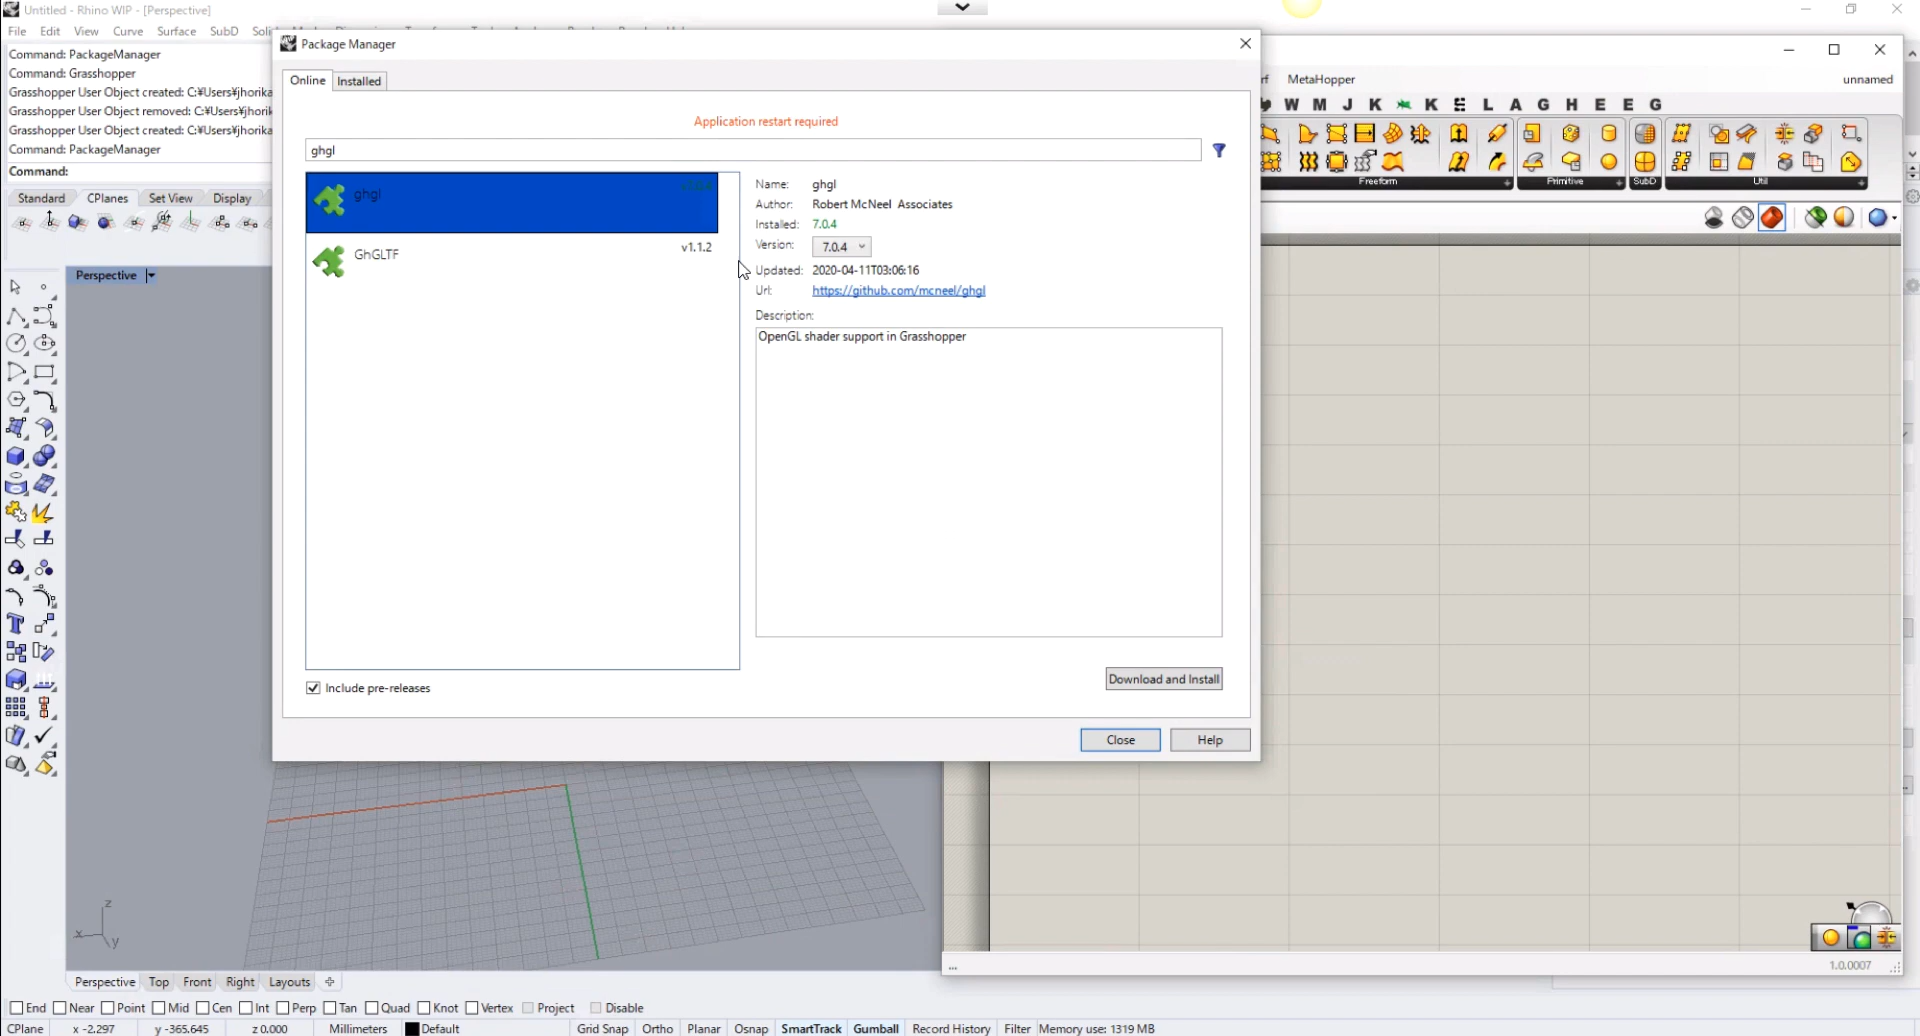 Untitled - Rhino WIP - [Perspective]
File Edit View Curve Surface SubD
Command: PackageManager
Command: Grasshopper
Grasshopper User Object created: C:¥Users¥jhorika
Grasshopper User Object removed: C:¥Users¥jhorik
Grasshopper User Object created: C:¥Users¥jhorika
Command: PackageManager
Command:
Standard CPlanes Set View Display
Perspective
Package Manager
Online Installed
Application restart required
ghgl
ghgl
GhGLTF v1.1.2
Name: ghgl
Author: Robert McNeel Associates
Installed: 7.0.4
Version: 7.0.4
Updated: 2020-04-11T03:06:16
Url: https://github.com/mcneel/ghgl
Description:
OpenGL shader support in Grasshopper
Include pre-releases
Download and Install
Close Help
MetaHopper unnamed
W M J K K L A G H E E G
Freeform Primitive SubD Util
z
x
y
... 1.0.0007
Perspective Top Front Right Layouts
End Near Point Mid Cen Int Perp Tan Quad Knot Vertex Project Disable
CPlane x -2.297 y -365.645 z 0.000 Millimeters Default Grid Snap Ortho Planar Osnap SmartTrack Gumball Record History Filter Memory use: 1319 MB